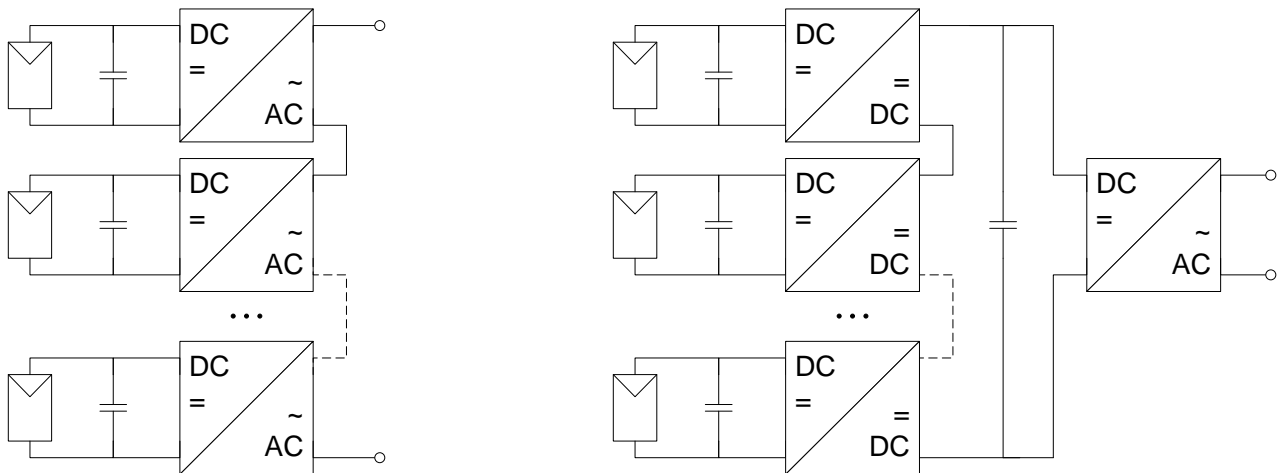 DC
=
~
AC
DC
=
~
AC
...
DC
=
~
AC
DC
=
=
DC
DC
=
=
DC
...
DC
=
=
DC
DC
=
~
AC